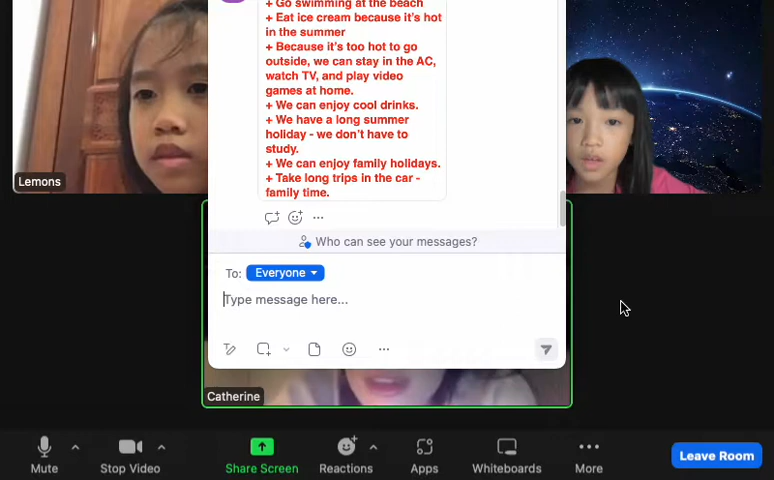 + Go swimming at the beach
+ Eat ice cream because it's hot
in the summer
+ Because it's too hot to go
outside, we can stay in the AC,
watch TV, and play video
games at home.
+ We can enjoy cool drinks.
+ We have a long summer
holiday - we don't have to
study.
+ We can enjoy family holidays.
+ Take long trips in the car -
family time.
Lemons
Who can see your messages?
To: Everyone
Type message here...
Catherine
Mute
Stop Video
Share Screen
Reactions
Apps
Whiteboards
More
Leave Room